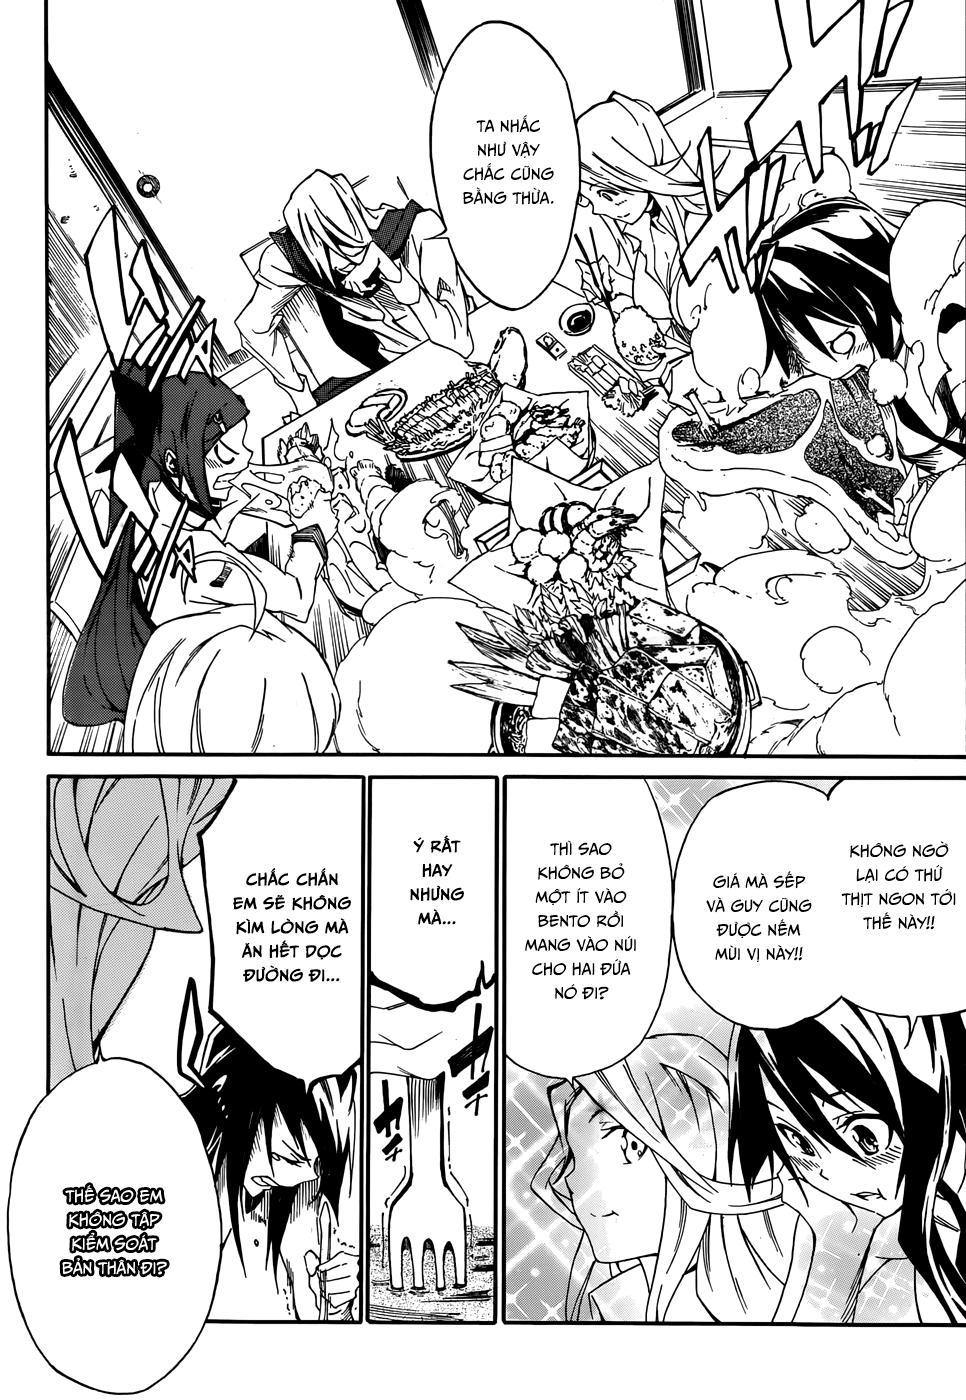 TA NHẮC
NHƯ VẬY
CHẮC CŨNG
BẰNG THỪA.
KHÔNG NGỜ
LẠI CÓ THỨ
THỊT NGON TỚI
THẾ NÀY!!
GIÁ MÀ SẾP
VÀ GUY CŨNG
ĐƯỢC NẾM
MÙI VỊ NÀY!!
THÌ SAO
KHÔNG BỎ
MỘT ÍT VÀO
BENTO RỒI
MANG VÀO NÚI
CHO HAI ĐỨA
NÓ ĐI?
Ý RẤT
HAY
NHƯNG
MÀ...
CHẮC CHẮN
EM SẼ KHÔNG
KÌM LÒNG MÀ
ĂN HẾT DỌC
ĐƯỜNG ĐI...
THẾ SAO EM
KHÔNG TẬP
KIỂM SOÁT
BẢN THÂN ĐI?